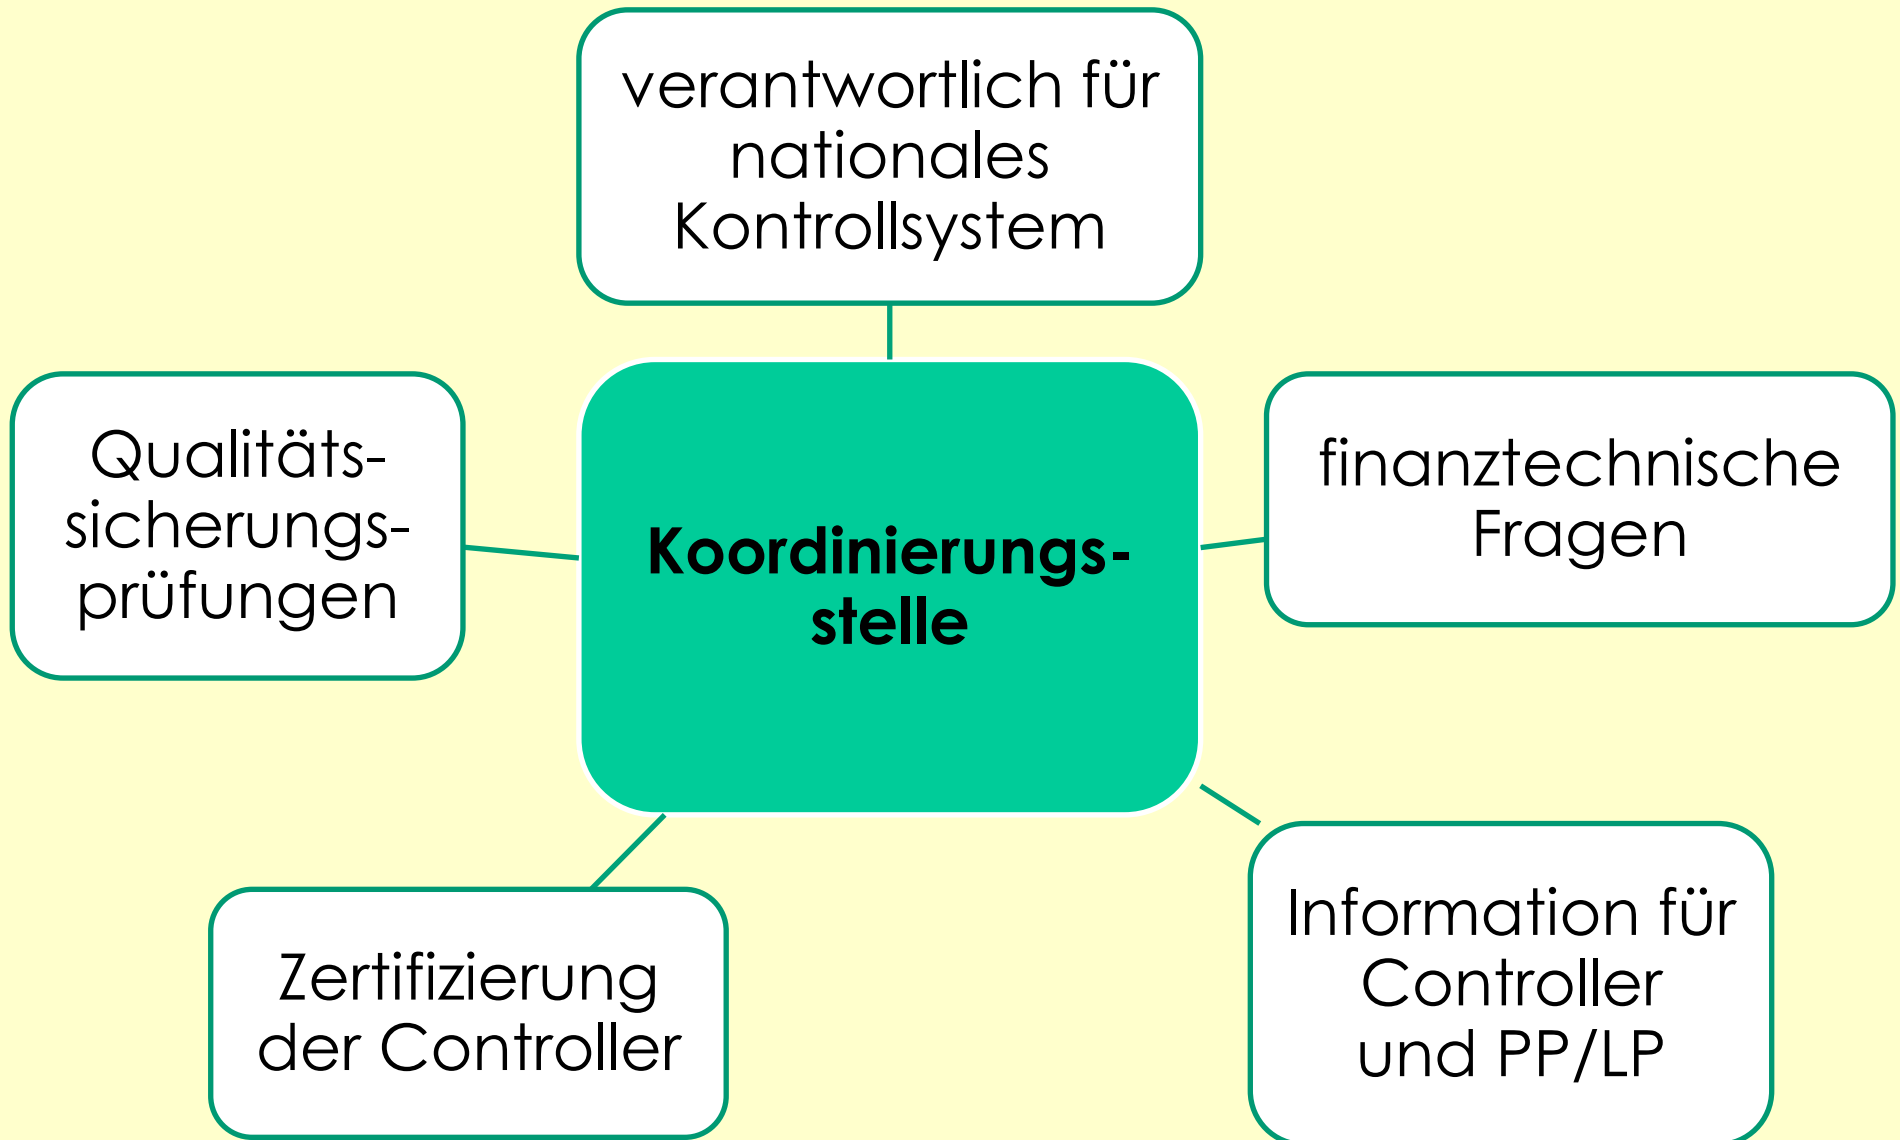 verantwortlich für
nationales
Kontrollsystem
Qualitäts-
sicherungs-
prüfungen
Koordinierungs-
stelle
finanztechnische
Fragen
Zertifizierung
der Controller
Information für
Controller
und PP/LP